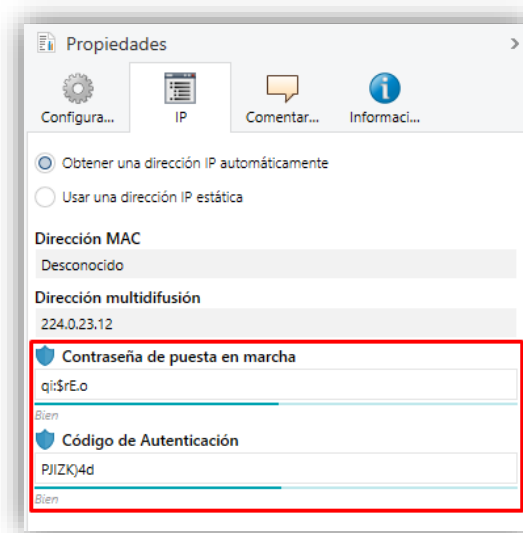 Propiedades
Configura... IP Comentar... Informaci...
Obtener una dirección IP automáticamente
Usar una dirección IP estática
Dirección MAC
Desconocido
Dirección multidifusión
224.0.23.12
Contraseña de puesta en marcha
qi:$rE.o
Bien
Código de Autenticación
PJIZK)4d
Bien